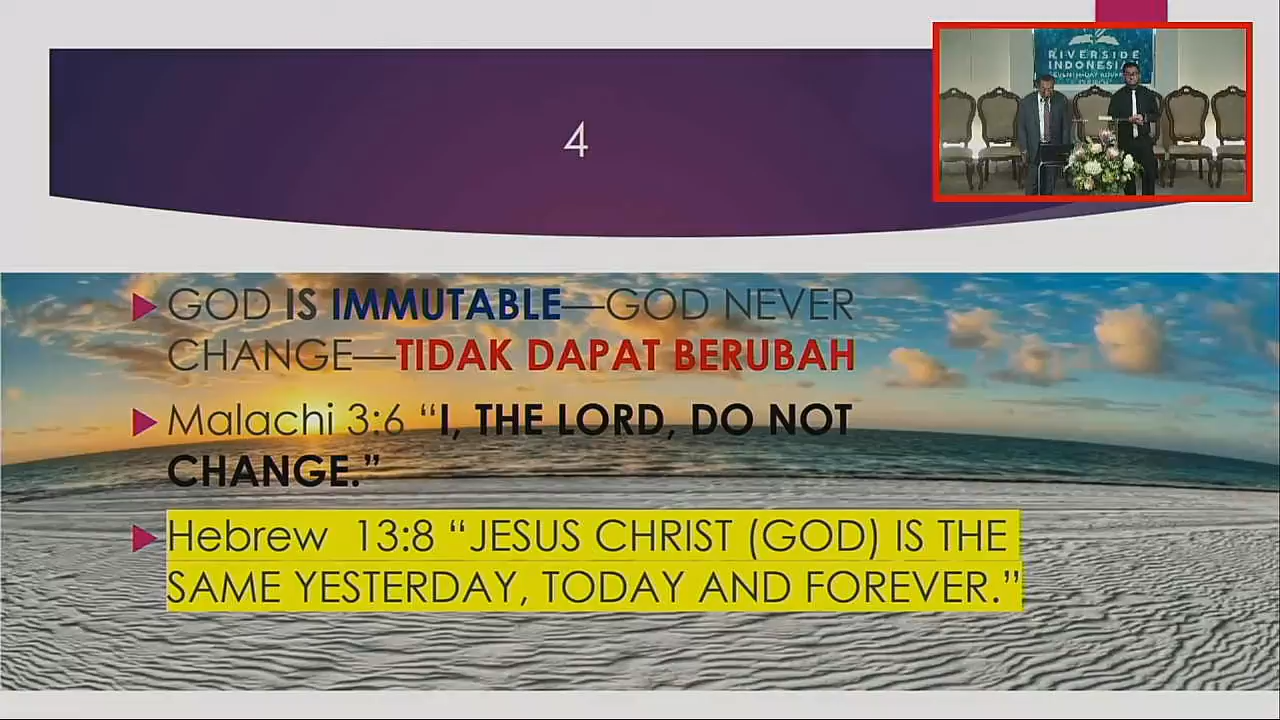 4
RIVERSIDE
INDONESIA
GOD IS IMMUTABLE—GOD NEVER
CHANGE—TIDAK DAPAT BERUBAH
Malachi 3:6 “I, THE LORD, DO NOT
CHANGE.”
Hebrew 13:8 “JESUS CHRIST (GOD) IS THE
SAME YESTERDAY, TODAY AND FOREVER.”